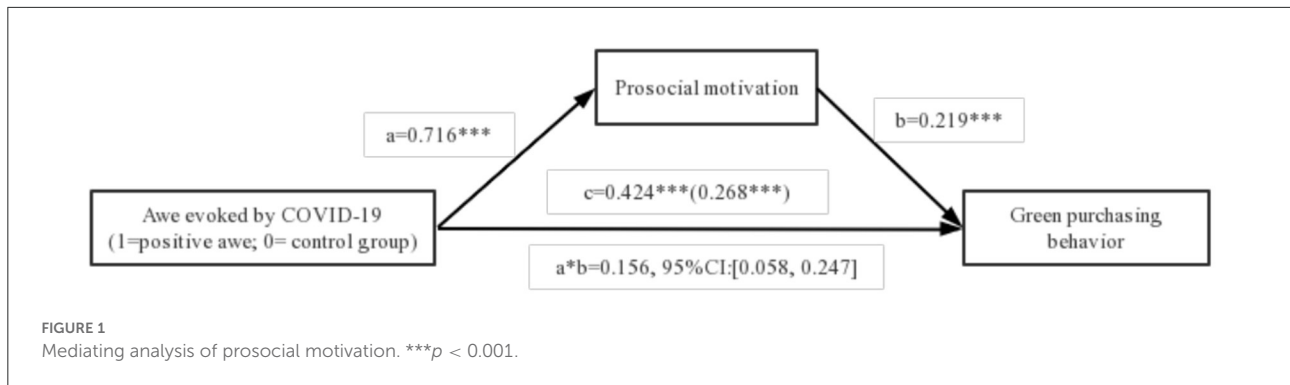 Prosocial motivation
a=0.716***
b=0.219***
c=0.424***(0.268***)
Awe evoked by COVID-19
(1=positive awe; 0= control group)
Green purchasing
behavior
a*b=0.156, 95%CI:[0.058, 0.247]
FIGURE 1
Mediating analysis of prosocial motivation. ***p < 0.001.